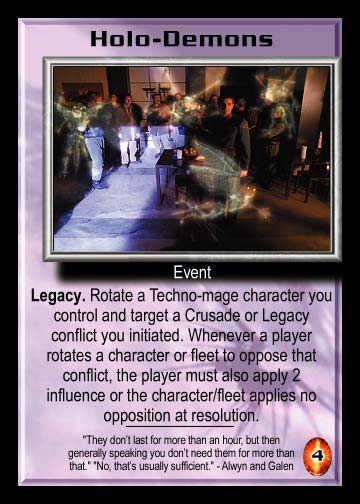 Holo-Demons
Event
Legacy. Rotate a Techno-mage character you
control and target a Crusade or Legacy
conflict you initiated. Whenever a player
rotates a character or fleet to oppose that
conflict, the player must also apply 2
influence or the character/fleet applies no
opposition at resolution.
"They don't last for more than an hour, but then
generally speaking you don't need them for more than
that." "No, that's usually sufficient." - Alwyn and Galen
4